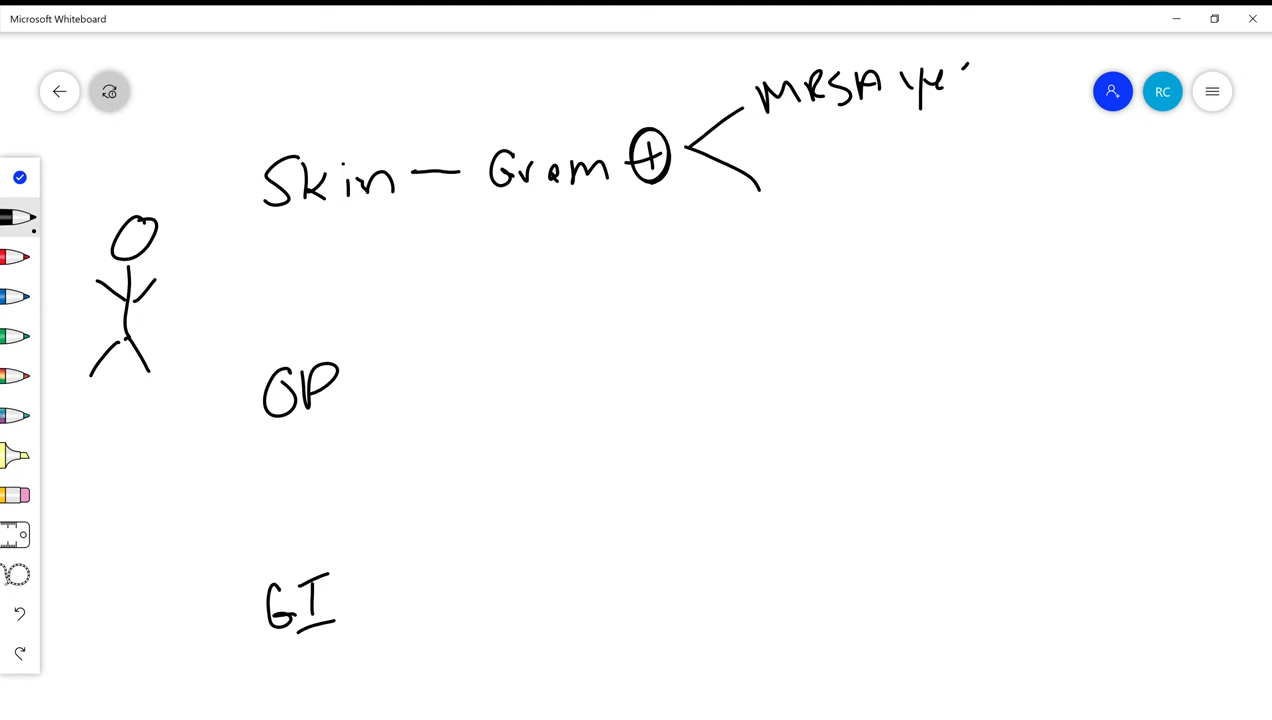 Microsoft Whiteboard
RC
MRSA
Skin — Gram +
OP
GI